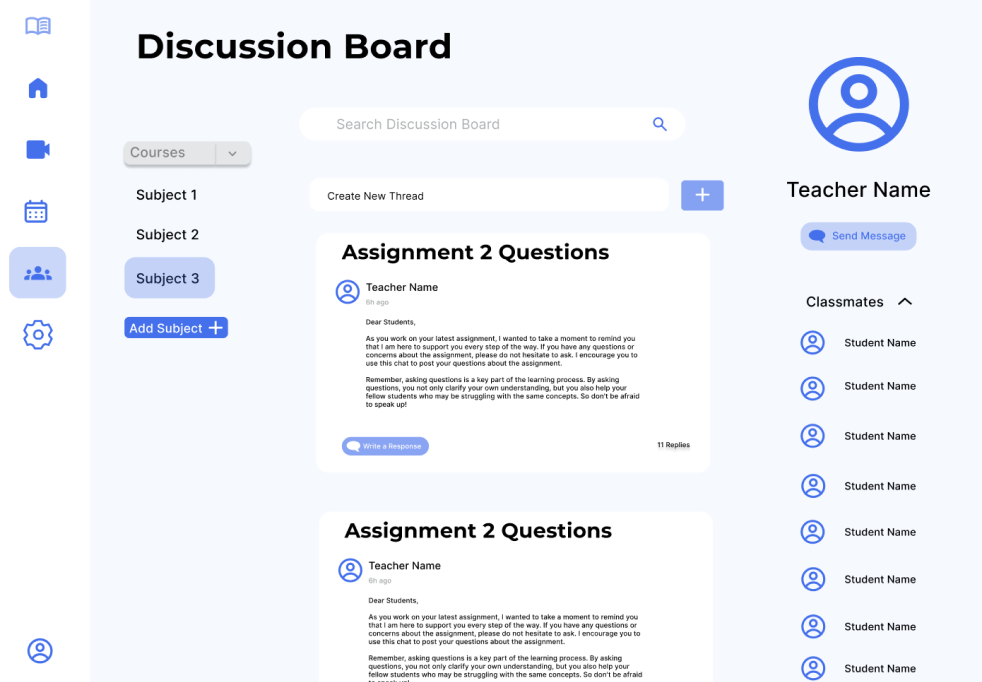 Discussion Board
Search Discussion Board
Courses
Subject 1
Subject 2
Subject 3
Add Subject
Create New Thread
Assignment 2 Questions
Teacher Name
6h ago
Dear Students,
As you work on your latest assignment, I wanted to take a moment to remind you
that I am here to support you every step of the way. If you have any questions or
concerns about the assignment, please do not hesitate to ask. I encourage you to
use this chat to post your questions about the assignment.
Remember, asking questions is a key part of the learning process. By asking
questions, you not only clarify your own understanding, but you also help your
fellow students who may be struggling with the same concepts. So don't be afraid
to speak up!
Write a Response
11 Replies
Assignment 2 Questions
Teacher Name
6h ago
Dear Students,
As you work on your latest assignment, I wanted to take a moment to remind you
that I am here to support you every step of the way. If you have any questions or
concerns about the assignment, please do not hesitate to ask. I encourage you to
use this chat to post your questions about the assignment.
Remember, asking questions is a key part of the learning process. By asking
questions, you not only clarify your own understanding, but you also help your
fellow students who may be struggling with the same concepts. So don't be afraid
to speak up!
Teacher Name
Send Message
Classmates
Student Name
Student Name
Student Name
Student Name
Student Name
Student Name
Student Name
Student Name